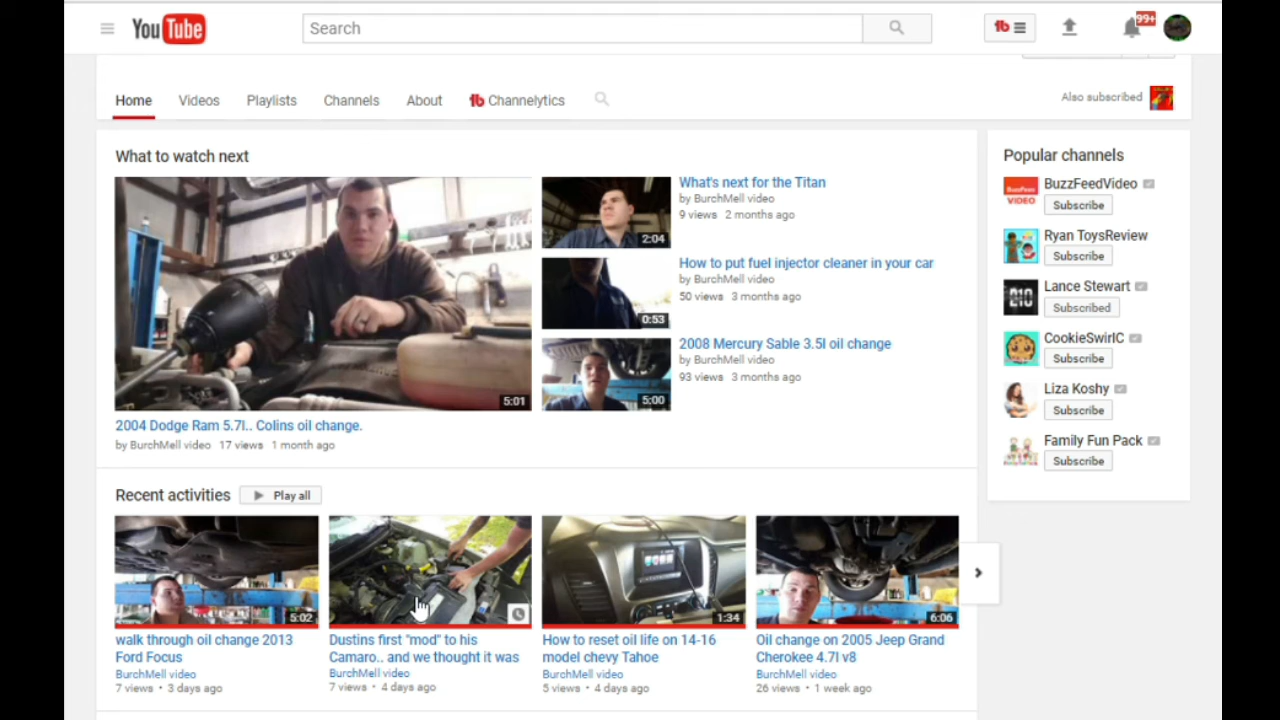 YouTube
Search
99+
Home
Videos
Playlists
Channels
About
Channelytics
Also subscribed
What to watch next
5:01
2004 Dodge Ram 5.7l.. Colins oil change.
by BurchMell video 17 views 1 month ago
2:04
What's next for the Titan
by BurchMell video
9 views 2 months ago
0:53
How to put fuel injector cleaner in your car
by BurchMell video
50 views 3 months ago
5:00
2008 Mercury Sable 3.5l oil change
by BurchMell video
93 views 3 months ago
Popular channels
BuzzFeed
VIDEO
BuzzFeedVideo
Subscribe
Ryan ToysReview
Subscribe
210
Lance Stewart
Subscribed
CookieSwirlC
Subscribe
Liza Koshy
Subscribe
Family Fun Pack
Subscribe
Recent activities
Play all
5:02
walk through oil change 2013
Ford Focus
BurchMell video
7 views • 3 days ago
Dustins first "mod" to his
Camaro.. and we thought it was
BurchMell video
7 views • 4 days ago
1:34
How to reset oil life on 14-16
model chevy Tahoe
BurchMell video
5 views • 4 days ago
6:06
Oil change on 2005 Jeep Grand
Cherokee 4.7l v8
BurchMell video
26 views • 1 week ago